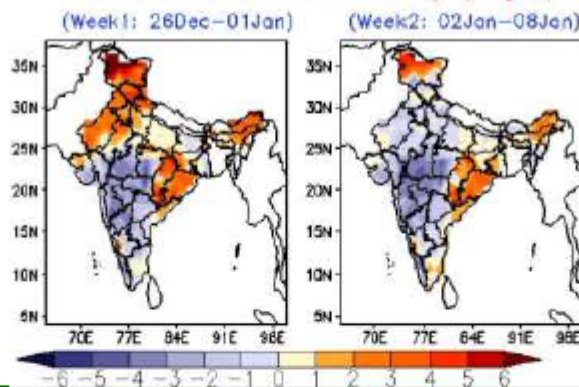 (Week1: 26Dec-01Jan) (Week2: 02Jan-08Jan)
35N 35N
30N 30N
25N 25N
20N 20N
15N 15N
10N 10N
5N 5N
70E 77E 84E 91E 98E 70E 77E 84E 91E 98E
-6 -5 -4 -3 -2 -1 0 1 2 3 4 5 6